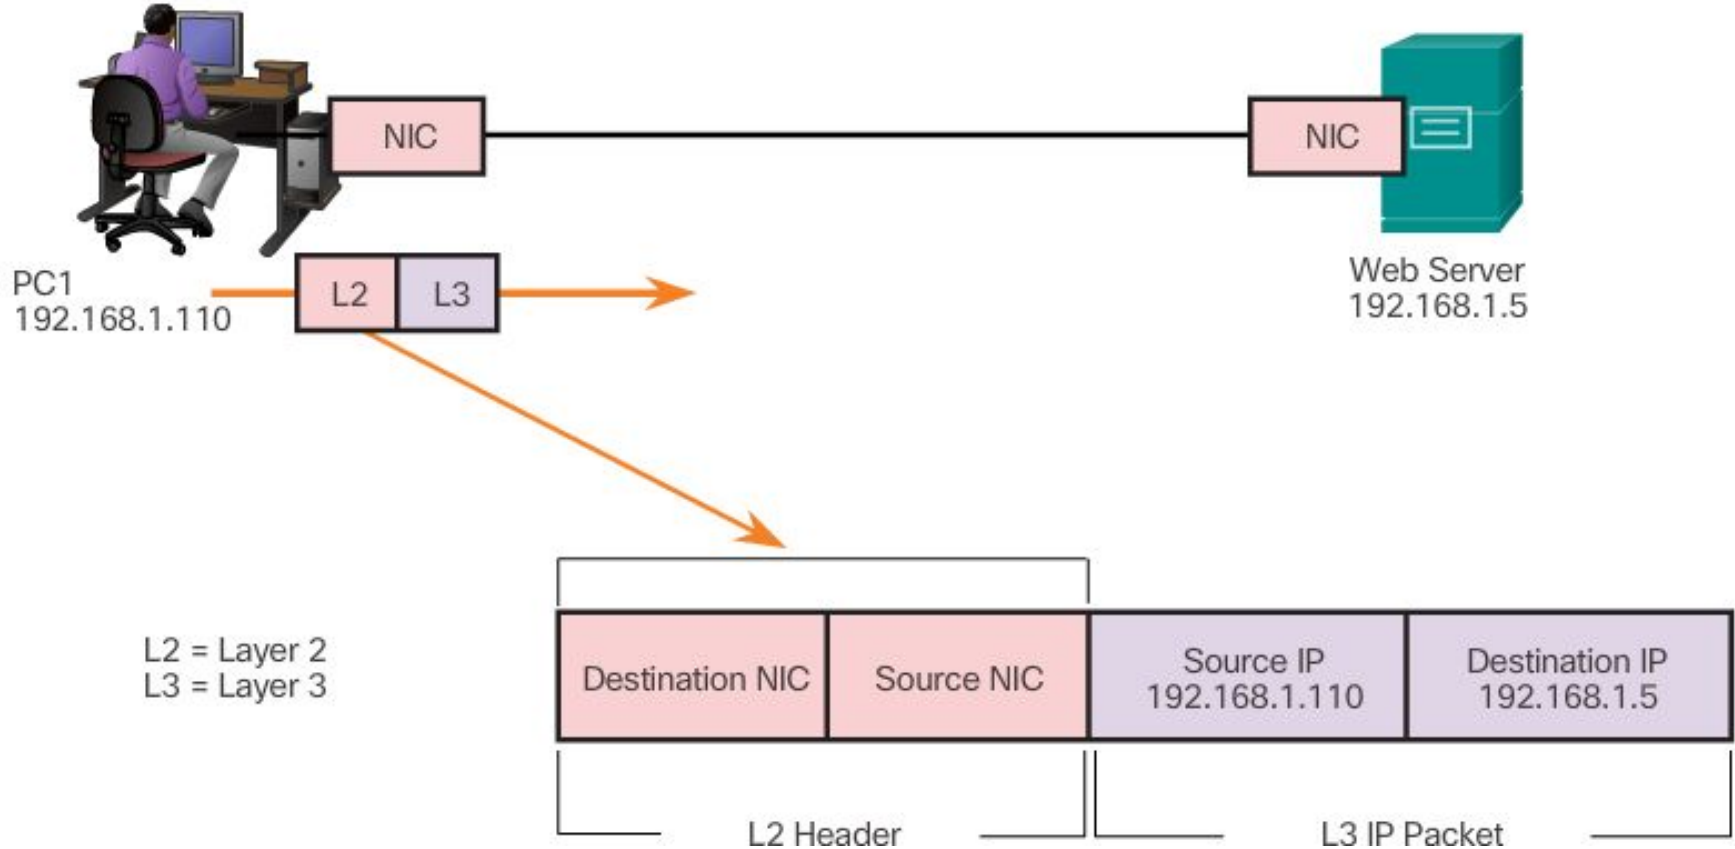 NIC
NIC
PC1
192.168.1.110
L2
L3
Web Server
192.168.1.5
L2 = Layer 2
L3 = Layer 3
Destination NIC
Source NIC
Source IP
192.168.1.110
Destination IP
192.168.1.5
L2 Header
L3 IP Packet